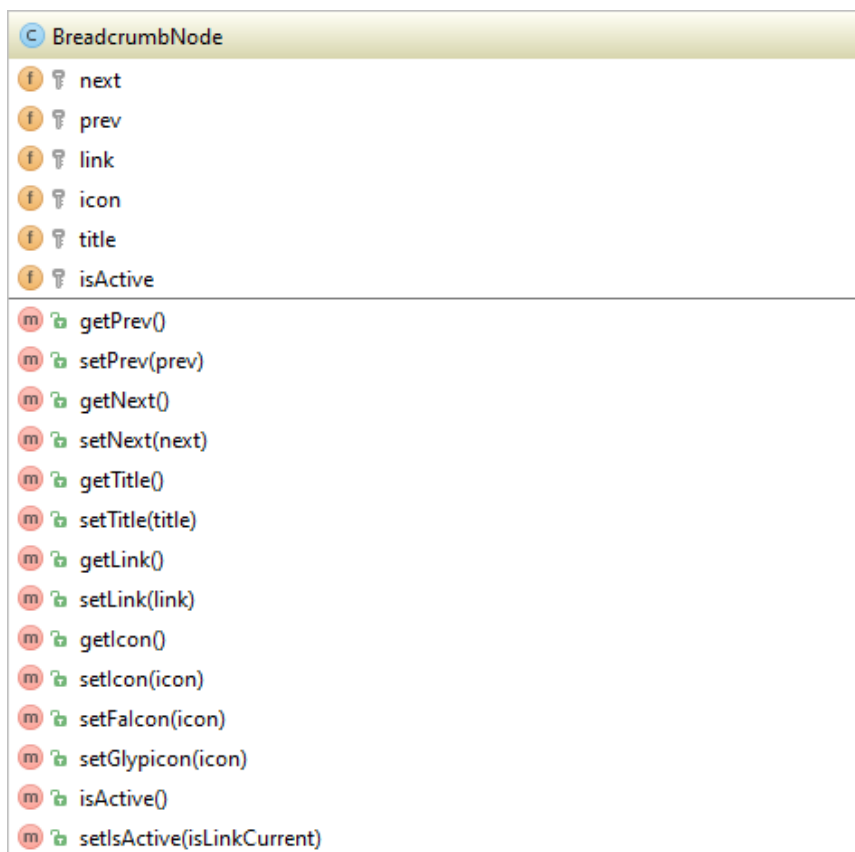 C BreadcrumbNode
f next
f prev
f link
f icon
f title
f isActive
m getPrev()
m setPrev(prev)
m getNext()
m setNext(next)
m getTitle()
m setTitle(title)
m getLink()
m setLink(link)
m getIcon()
m setIcon(icon)
m setFaIcon(icon)
m setGlypicon(icon)
m isActive()
m setIsActive(isLinkCurrent)